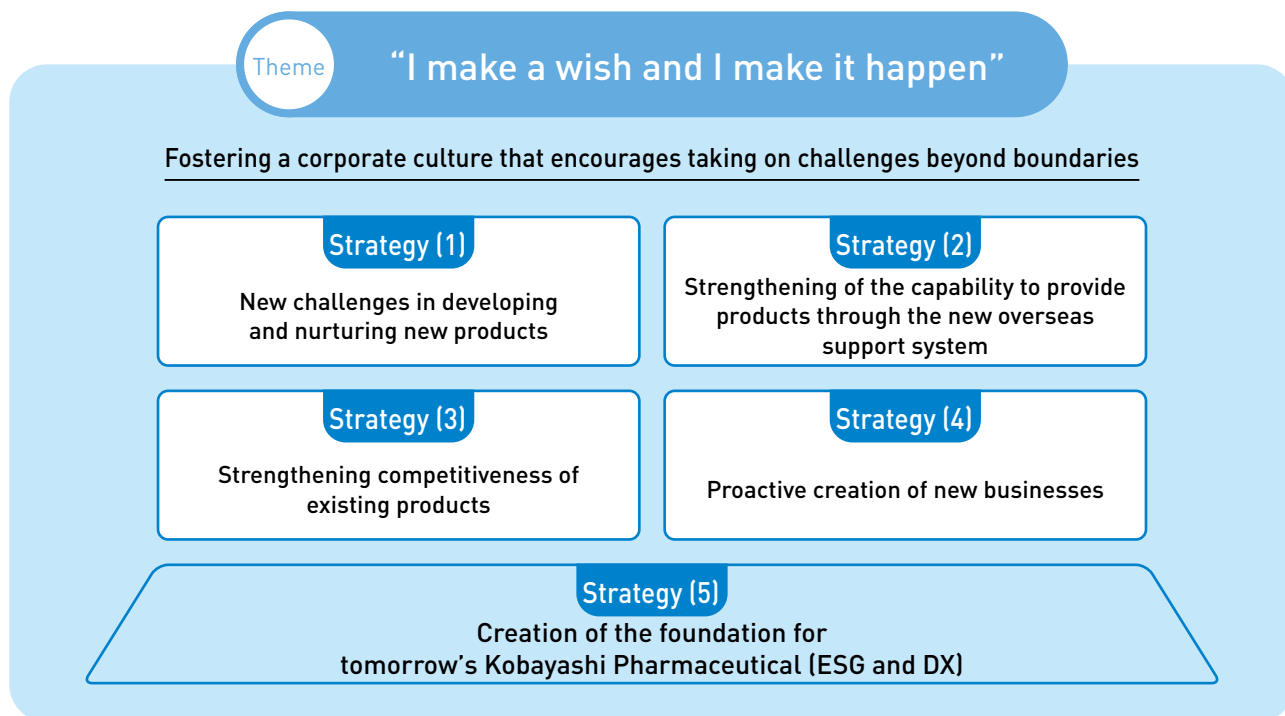 Theme
“I make a wish and I make it happen”
Fostering a corporate culture that encourages taking on challenges beyond boundaries
Strategy (1)
New challenges in developing
and nurturing new products
Strategy (2)
Strengthening of the capability to provide
products through the new overseas
support system
Strategy (3)
Strengthening competitiveness of
existing products
Strategy (4)
Proactive creation of new businesses
Strategy (5)
Creation of the foundation for
tomorrow’s Kobayashi Pharmaceutical (ESG and DX)